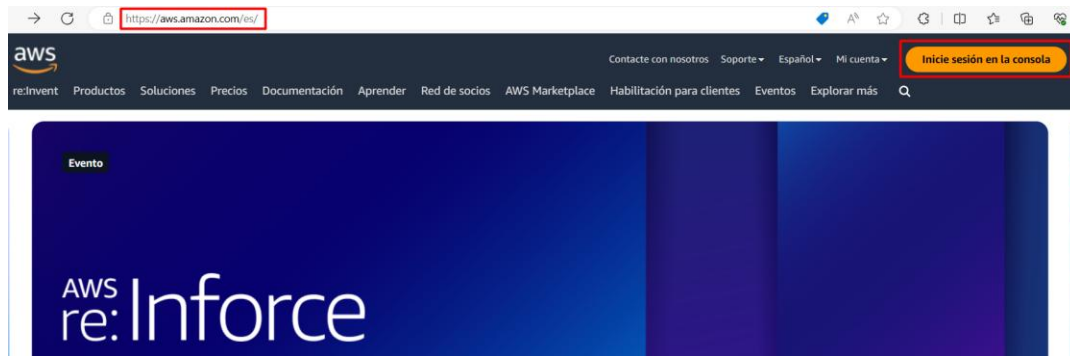 https://aws.amazon.com/es/
aws
Contacte con nosotros Soporte Español Mi cuenta Inicie sesión en la consola
re:Invent Productos Soluciones Precios Documentación Aprender Red de socios AWS Marketplace Habilitación para clientes Eventos Explorar más
Evento
AWS
re:Inforce